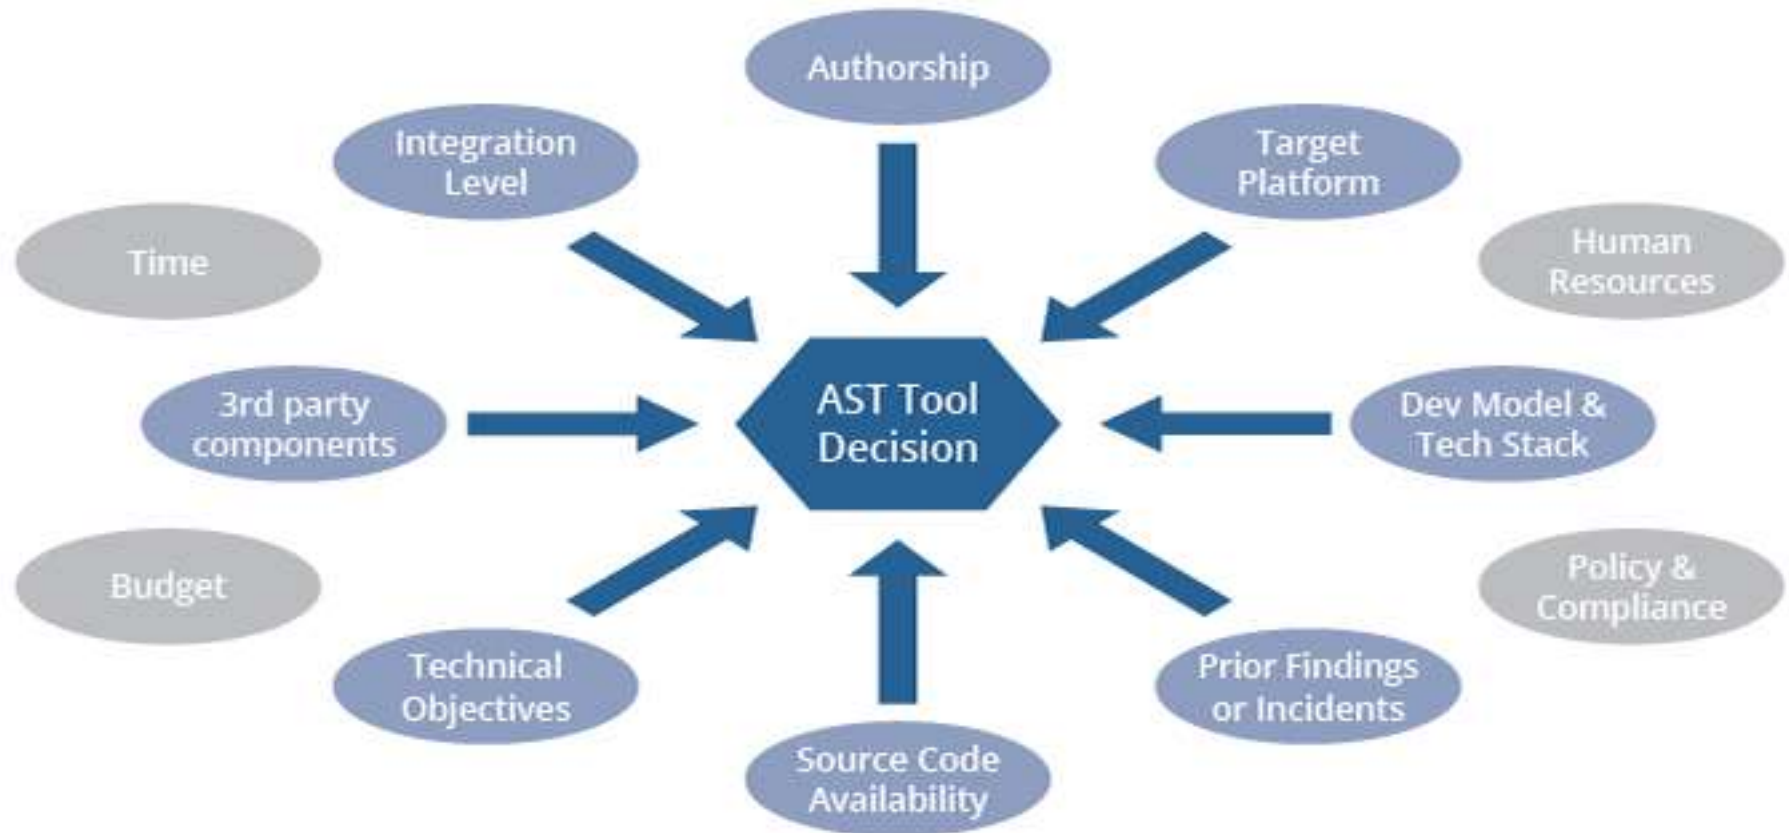 Authorship
Integration
Level
Target
Platform
Time
Human
Resources
3rd party
components
AST Tool
Decision
Dev Model &
Tech Stack
Budget
Policy &
Compliance
Technical
Objectives
Prior Findings
or Incidents
Source Code
Availability